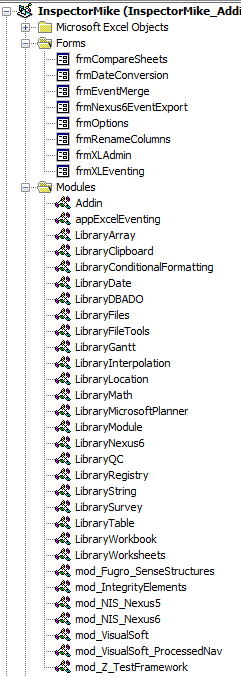 InspectorMike (InspectorMike_Addi
Microsoft Excel Objects
Forms
frmCompareSheets
frmDateConversion
frmEventMerge
frmNexus6EventExport
frmOptions
frmRenameColumns
frmXLAdmin
frmXLEventing
Modules
Addin
appExcelEventing
LibraryArray
LibraryClipboard
LibraryConditionalFormatting
LibraryDate
LibraryDBADO
LibraryFiles
LibraryFileTools
LibraryGantt
LibraryInterpolation
LibraryLocation
LibraryMath
LibraryMicrosoftPlanner
LibraryModule
LibraryNexus6
LibraryQC
LibraryRegistry
LibraryString
LibrarySurvey
LibraryTable
LibraryWorkbook
LibraryWorksheets
mod_Fugro_SenseStructures
mod_IntegrityElements
mod_NIS_Nexus5
mod_NIS_Nexus6
mod_VisualSoft
mod_VisualSoft_ProcessedNav
mod_Z_TestFramework